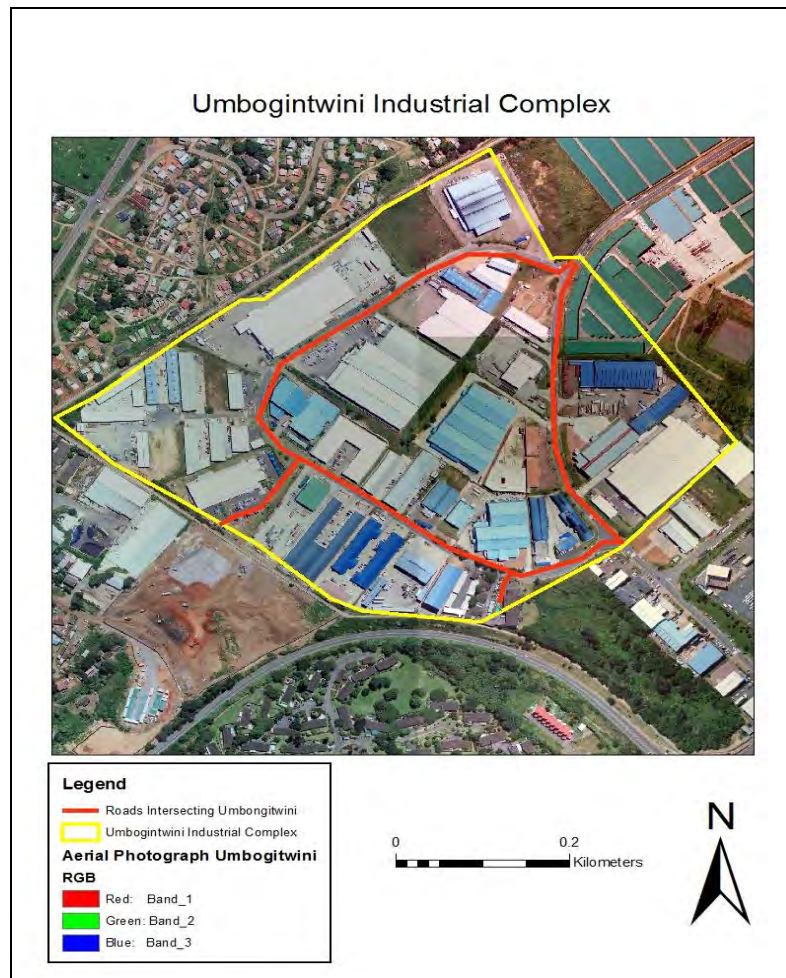 Umbogintwini Industrial Complex
Legend
Roads Intersecting Umbongitwini
Umbogintwini Industrial Complex
Aerial Photograph Umbogitwini
RGB
Red: Band_1
Green: Band_2
Blue: Band_3
0 0.2
Kilometers
N